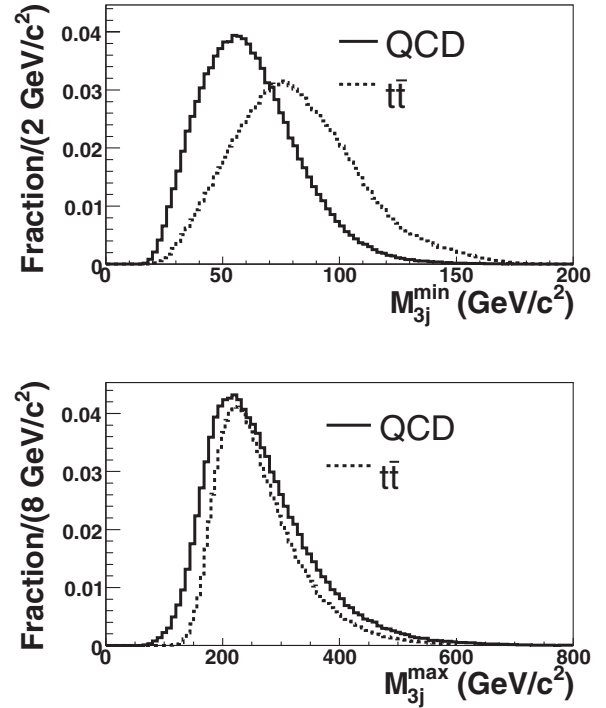 Fraction/(2 GeV/c²)
0.04
0.03
0.02
0.01
0
QCD
tt̄
0 50 100 150 200
M₃ⱼᵐⁱⁿ (GeV/c²)
Fraction/(8 GeV/c²)
0.04
0.03
0.02
0.01
0
QCD
tt̄
0 200 400 600 800
M₃ⱼᵐᵃˣ (GeV/c²)